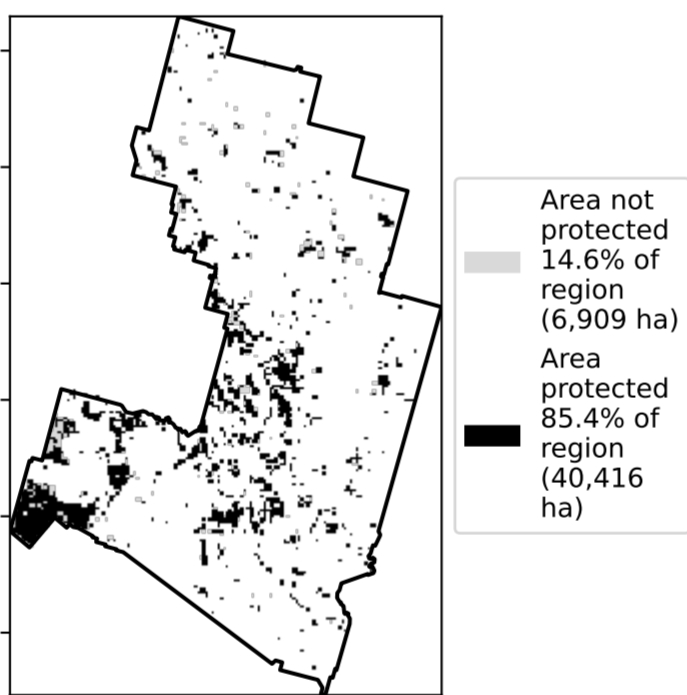 Area not
protected
14.6% of
region
(6,909 ha)
Area
protected
85.4% of
region
(40,416
ha)